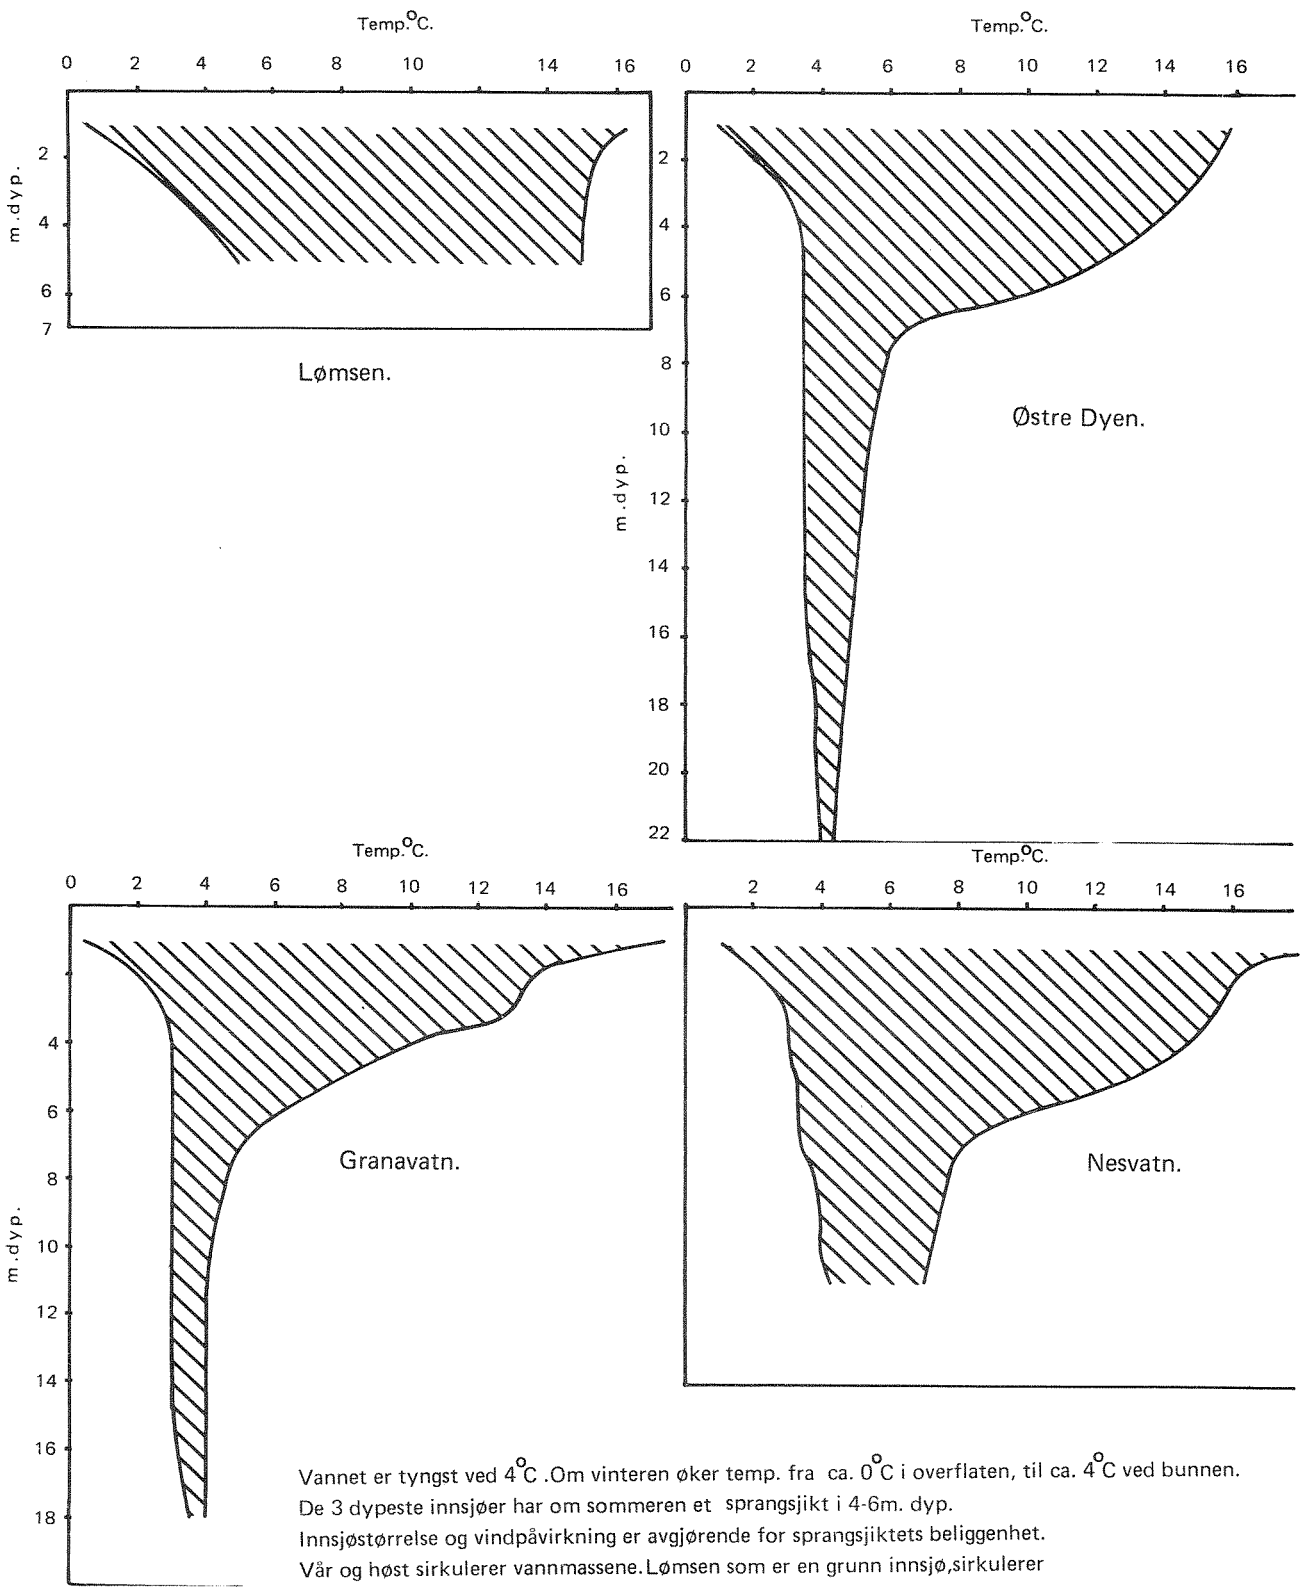 Temp.°C.
0 2 4 6 8 10 14 16
m.dyp.
2
4
6
7
Lømsen.
Temp.°C.
0 2 4 6 8 10 12 14 16
m.dyp.
2
4
6
8
10
12
14
16
18
20
22
Østre Dyen.
Temp.°C.
0 2 4 6 8 10 12 14 16
m.dyp.
4
6
8
10
12
14
16
18
Granavatn.
Temp.°C.
2 4 6 8 10 12 14 16
Nesvatn.
Vannet er tyngst ved 4°C .Om vinteren øker temp. fra ca. 0°C i overflaten, til ca. 4°C ved bunnen.
De 3 dypeste innsjøer har om sommeren et sprangsjikt i 4-6m. dyp.
Innsjøstørrelse og vindpåvirkning er avgjørende for sprangsjiktets beliggenhet.
Vår og høst sirkulerer vannmassene.Lømsen som er en grunn innsjø,sirkulerer